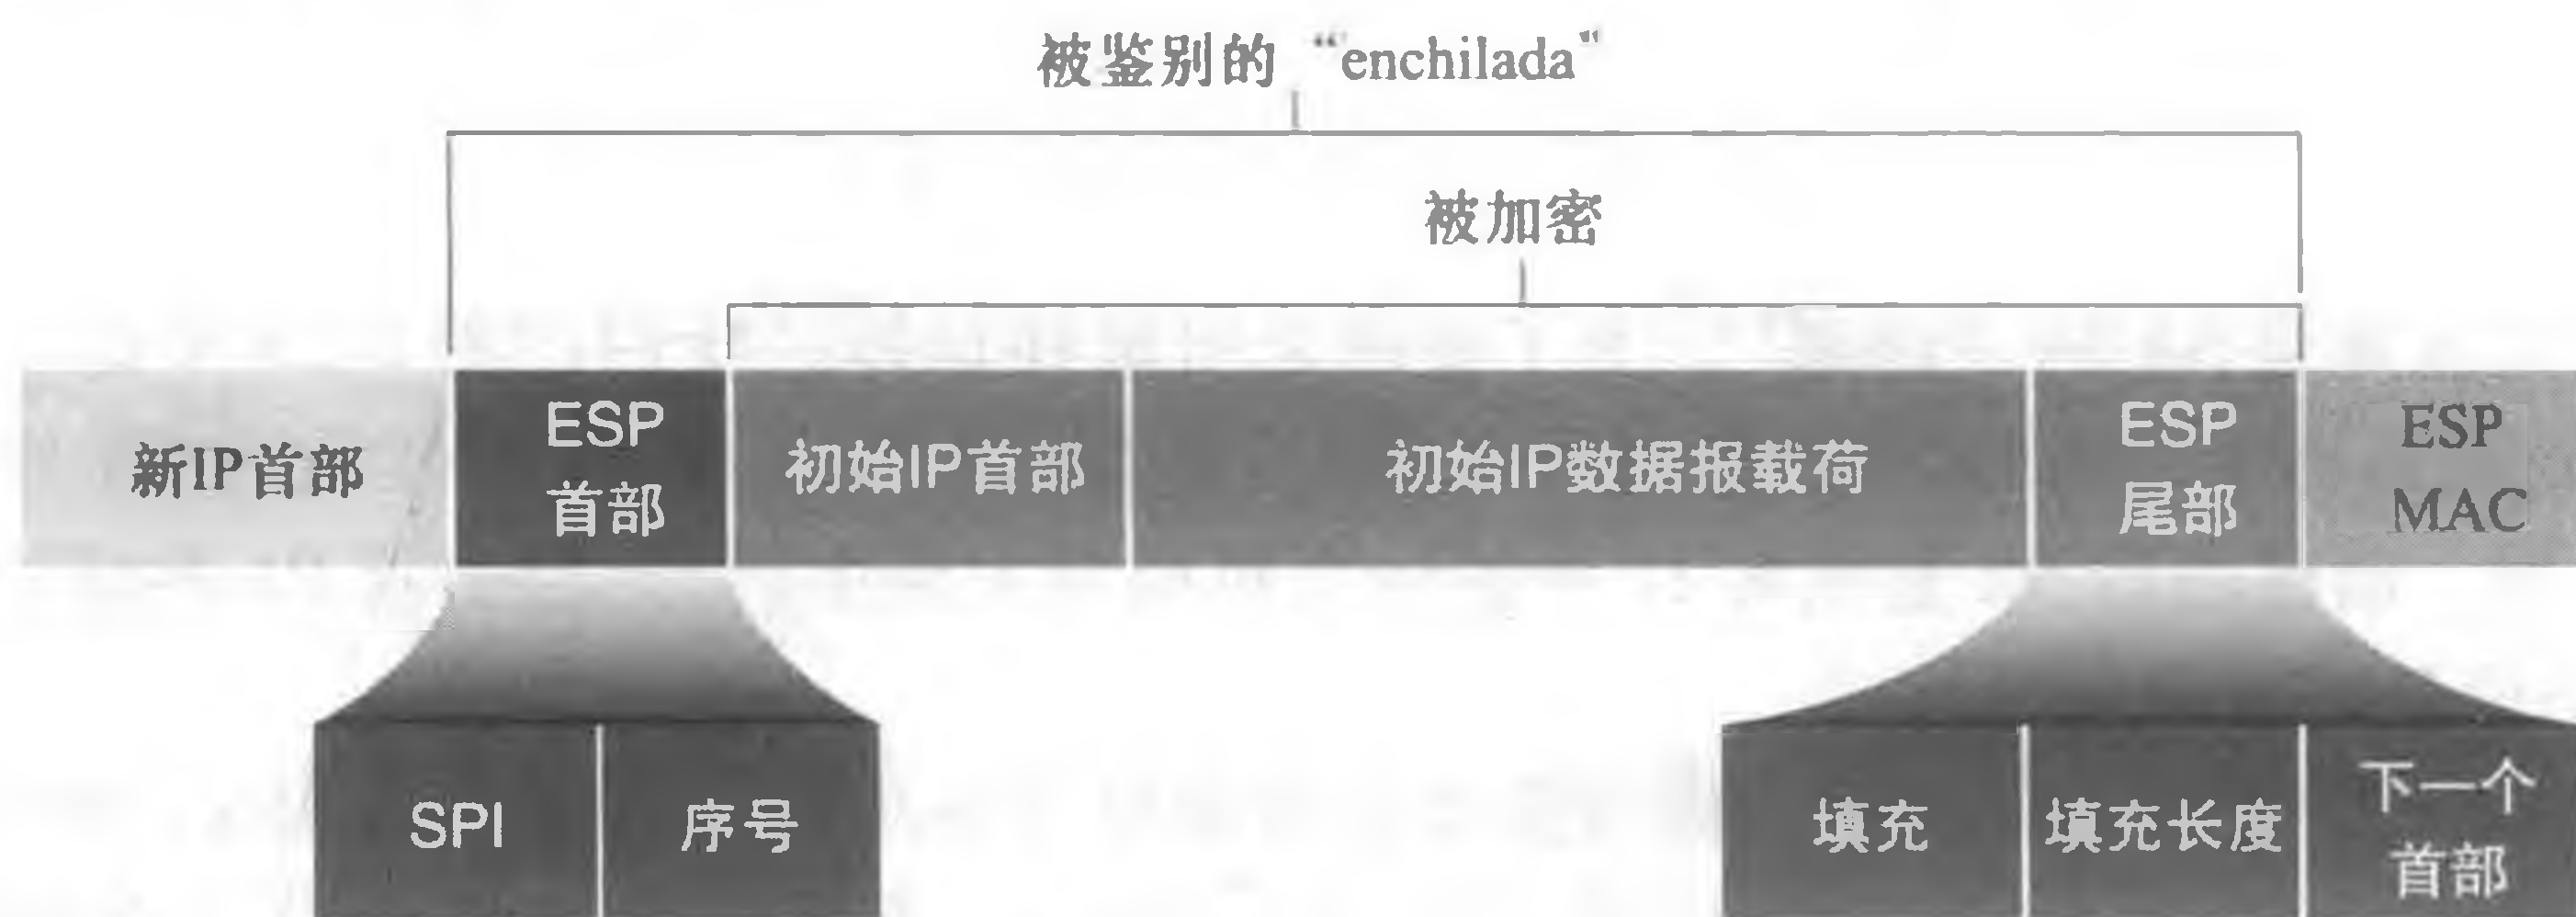 被鉴别的 “enchilada”
被加密
新IP首部
ESP
首部
初始IP首部
初始IP数据报载荷
ESP
尾部
ESP
MAC
SPI
序号
填充
填充长度
下一个
首部